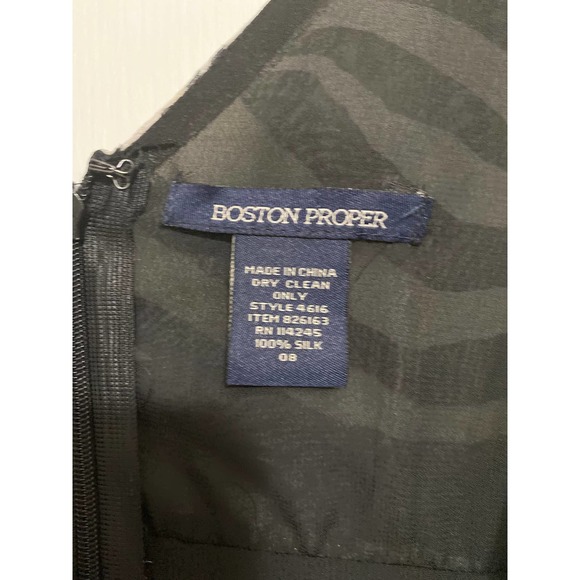 BOSTON PROPER
MADE IN CHINA
DRY CLEAN
ONLY
STYLE 4616
ITEM 826163
RN 114245
100% SILK
08